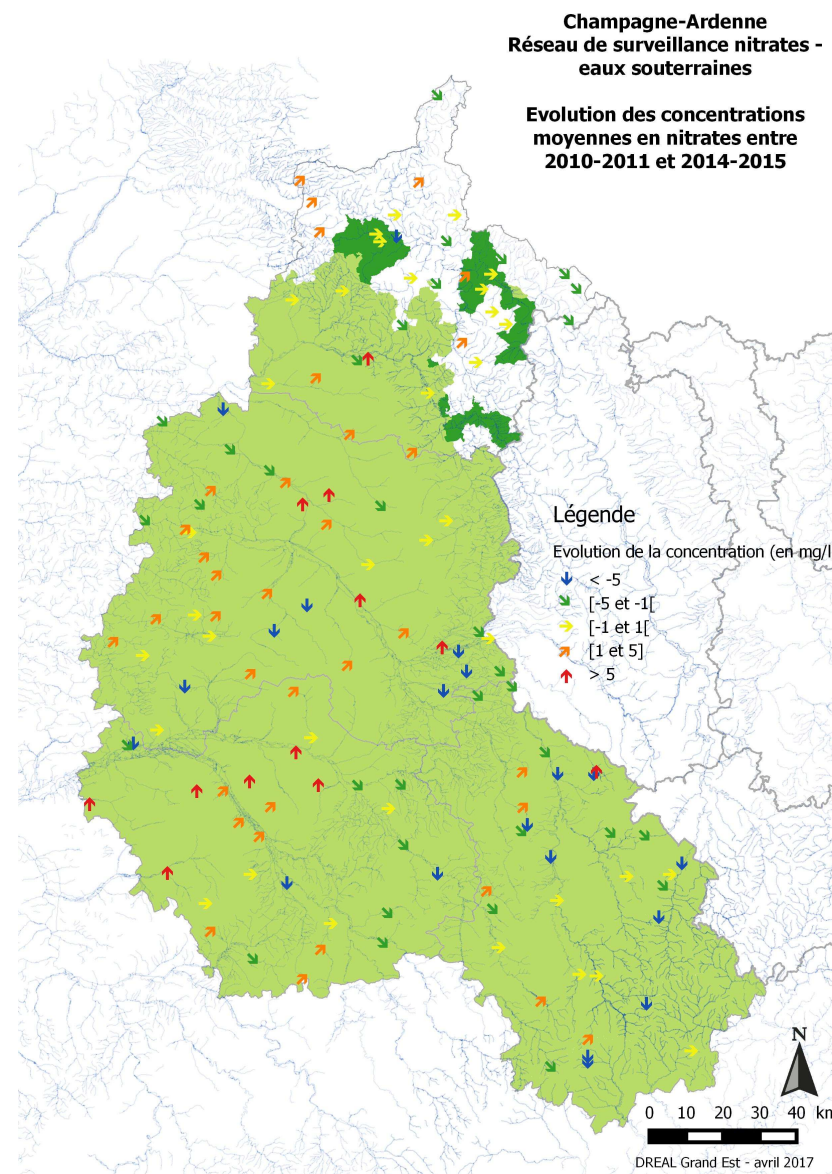 Champagne-Ardenne
Réseau de surveillance nitrates -
eaux souterraines
Evolution des concentrations
moyennes en nitrates entre
2010-2011 et 2014-2015
Légende
Evolution de la concentration (en mg/l
< -5
[-5 et -1[
[-1 et 1[
[1 et 5]
> 5
N
0 10 20 30 40 km
DREAL Grand Est - avril 2017